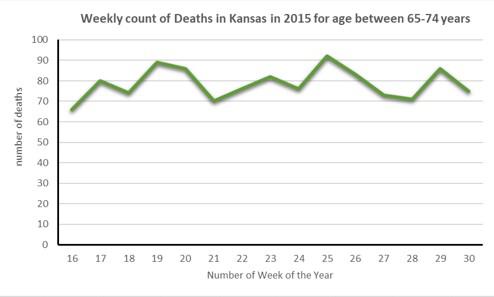 Weekly count of Deaths in Kansas in 2015 for age between 65-74 years
number of deaths
100
90
80
70
60
50
40
30
20
10
0
16 17 18 19 20 21 22 23 24 25 26 27 28 29 30
Number of Week of the Year